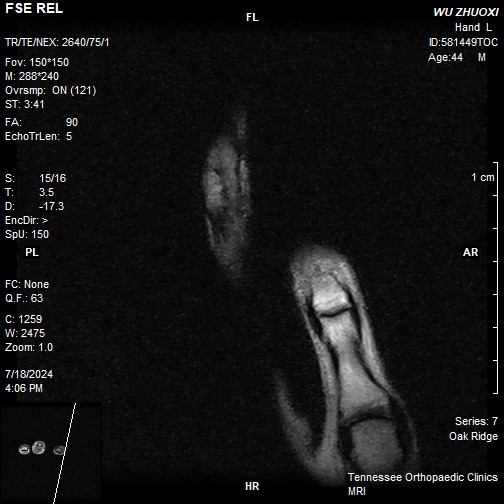 FSE REL
TR/TE/NEX: 2640/75/1
Fov: 150*150
M: 288*240
Ovrsmp: ON (121)
ST: 3:41
FA: 90
EchoTrLen: 5
S: 15/16
T: 3.5
D: -17.3
EncDir: >
SpU: 150
PL
FC: None
Q.F.: 63
C: 1259
W: 2475
Zoom: 1.0
7/18/2024
4:06 PM
FL
WU ZHUOXI
Hand L
ID:581449TOC
Age:44 M
1 cm
AR
Series: 7
Oak Ridge
Tennessee Orthopaedic Clinics
MRI
HR